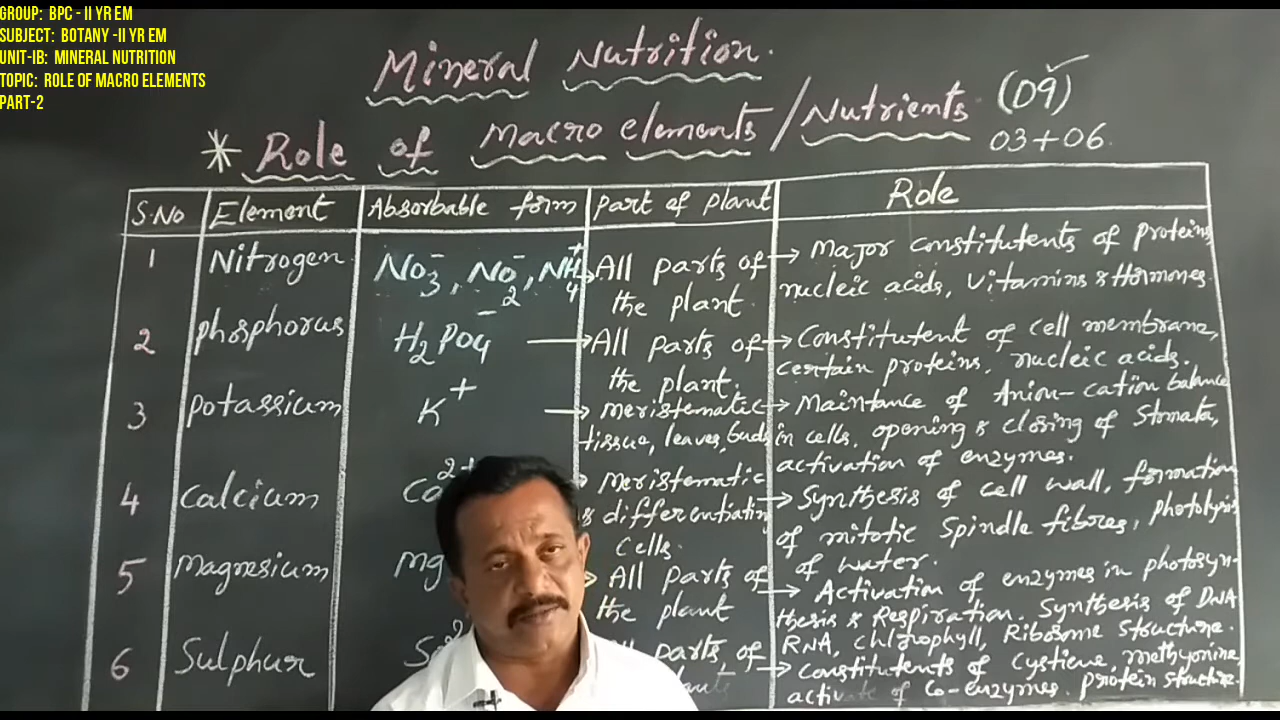 GROUP: BPC - II YR EM
SUBJECT: BOTANY -II YR EM
UNIT-IB: MINERAL NUTRITION
TOPIC: ROLE OF MACRO ELEMENTS
PART-2
Mineral Nutrition.
* Role of Macro elements / Nutrients (09)
03+06.
S.No Element Absorbable form Part of plant Role
1 Nitrogen NO3-, NO2-, NH4+ → All parts of the plant. → Major constitutents of proteins, nucleic acids, vitamins & Hormones.
2 phosphorus H2PO4- → All parts of the plant. → Constitutent of cell membrane, certain proteins, nucleic acids.
3 potassium K+ → meristematic tissue, leaves, buds → Maintance of Anion-cation balance in cells, opening & closing of stomata, activation of enzymes.
4 Calcium 2+ → Meristematic & differentiating cells. → Synthesis of cell wall, formation of mitotic spindle fibres, photolysis of water.
5 Magnesium Mg → All parts of the plant → Activation of enzymes in photosynthesis & Respiration. Synthesis of DNA RNA, chlorophyll, Ribosome structure.
6 Sulphur parts of → constitutents of cystiene, methyonine, of co-enzymes. protein structure.